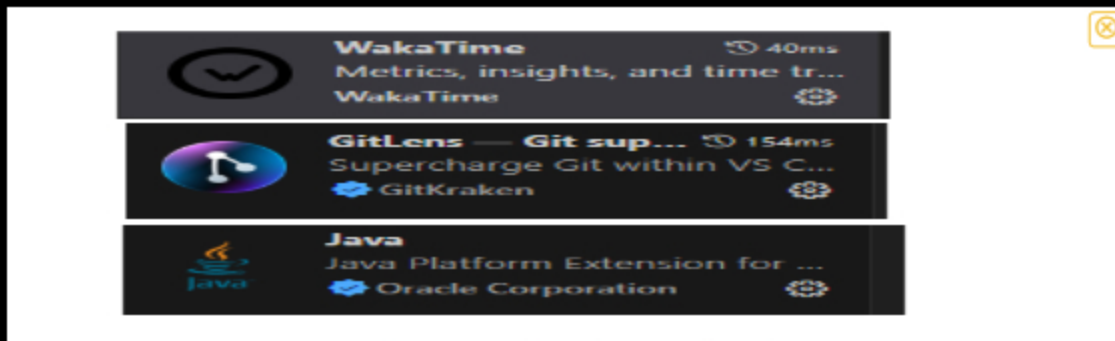 WakaTime 40ms
Metrics, insights, and time tr...
WakaTime
GitLens — Git sup... 154ms
Supercharge Git within VS C...
GitKraken
Java
Java Platform Extension for ...
Java
Oracle Corporation